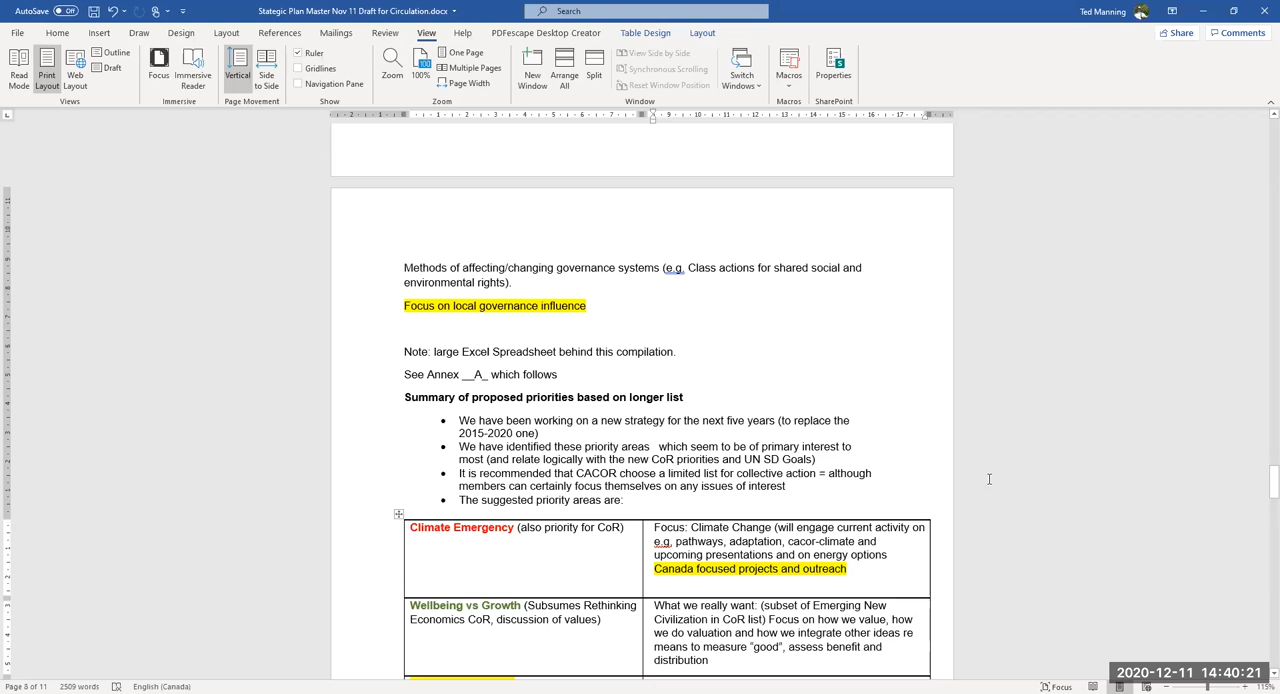 AutoSave Off
Stategic Plan Master Nov 11 Draft for Circulation.docx
Search
Ted Manning
File Home Insert Draw Design Layout References Mailings Review View Help PDFescape Desktop Creator Table Design Layout
Share Comments
Read Mode
Print Layout
Web Layout
Outline
Draft
Views
Focus
Immersive Reader
Immersive
Vertical
Side to Side
Page Movement
Ruler
Gridlines
Navigation Pane
Show
Zoom
100%
One Page
Multiple Pages
Page Width
Zoom
New Window
Arrange All
Split
View Side by Side
Synchronous Scrolling
Reset Window Position
Window
Switch Windows
Macros
Macros
Properties
SharePoint
Methods of affecting/changing governance systems (e.g. Class actions for shared social and
environmental rights).
Focus on local governance influence
Note: large Excel Spreadsheet behind this compilation.
See Annex __A_ which follows
Summary of proposed priorities based on longer list
• We have been working on a new strategy for the next five years (to replace the
2015-2020 one)
• We have identified these priority areas which seem to be of primary interest to
most (and relate logically with the new CoR priorities and UN SD Goals)
• It is recommended that CACOR choose a limited list for collective action = although
members can certainly focus themselves on any issues of interest
• The suggested priority areas are:
Climate Emergency (also priority for CoR)
Focus: Climate Change (will engage current activity on
e.g, pathways, adaptation, cacor-climate and
upcoming presentations and on energy options
Canada focused projects and outreach
Wellbeing vs Growth (Subsumes Rethinking
Economics CoR, discussion of values)
What we really want: (subset of Emerging New
Civilization in CoR list) Focus on how we value, how
we do valuation and how we integrate other ideas re
means to measure “good”, assess benefit and
distribution
2020-12-11 14:40:21
Page 8 of 11 2509 words English (Canada)
Focus
115%